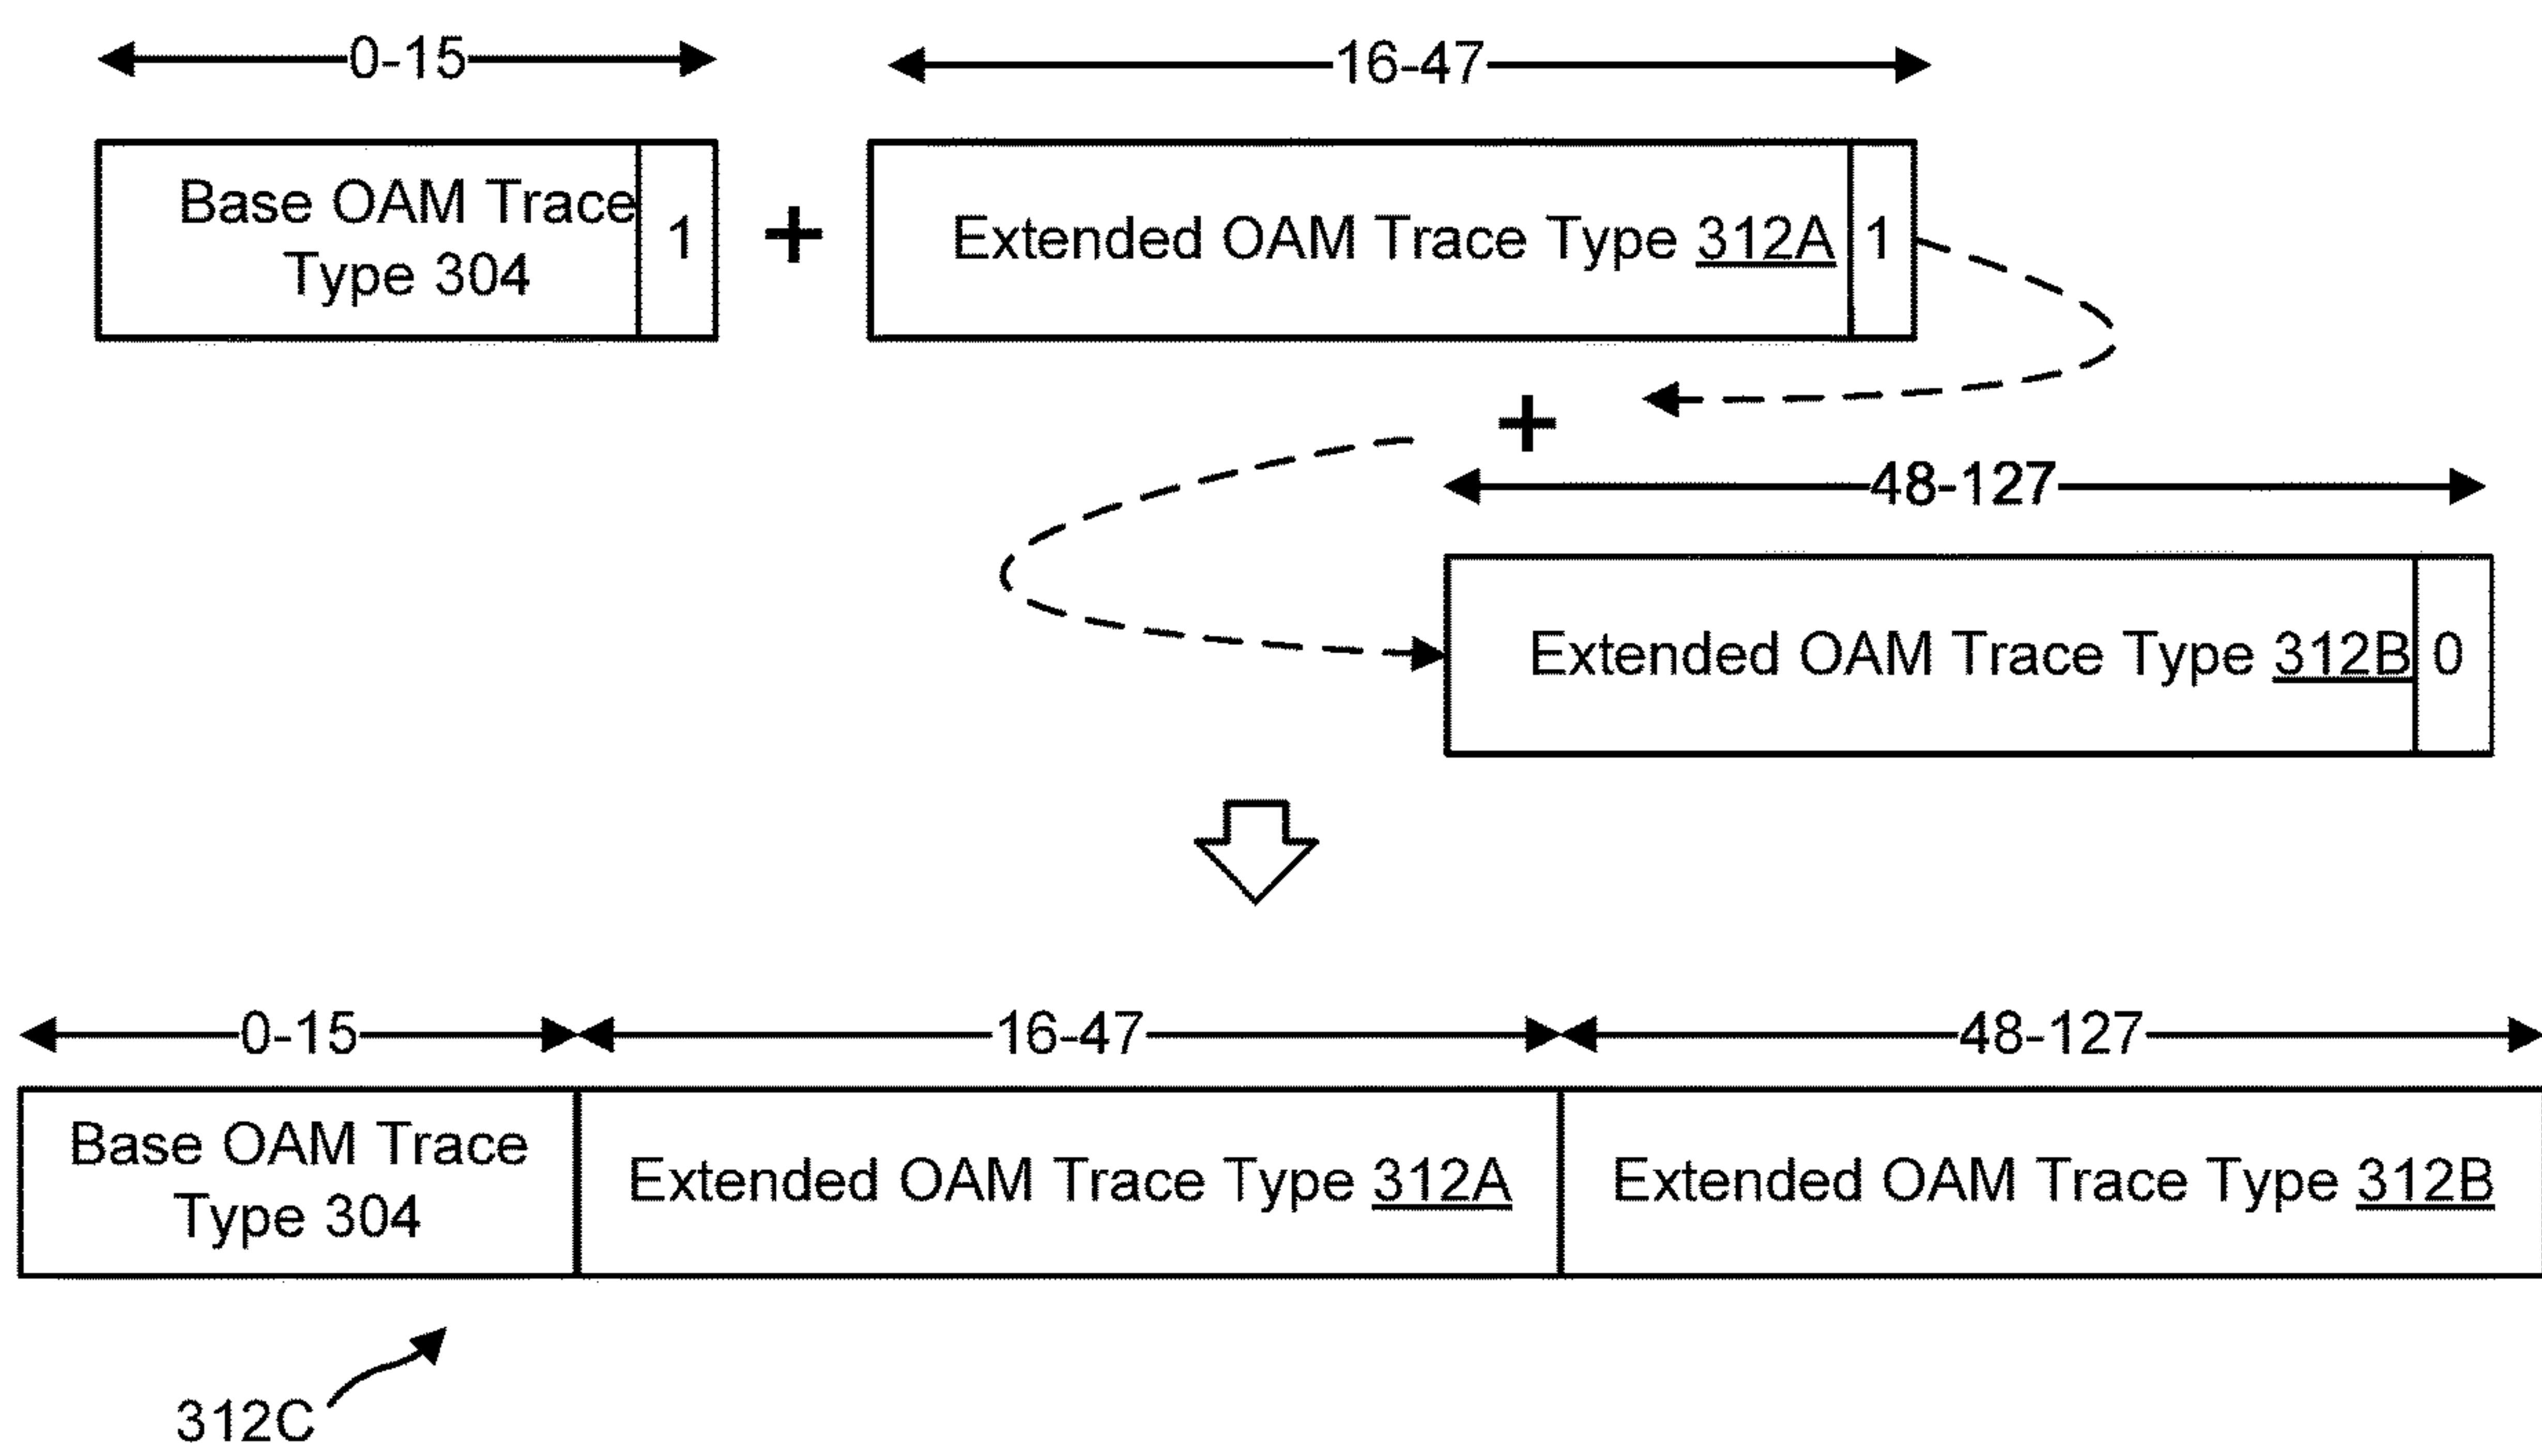 0-15
16-47
Base OAM Trace
Type 304
1
+
Extended OAM Trace Type 312A
1
+
48-127
Extended OAM Trace Type 312B
0
0-15
16-47
48-127
Base OAM Trace
Type 304
Extended OAM Trace Type 312A
Extended OAM Trace Type 312B
312C